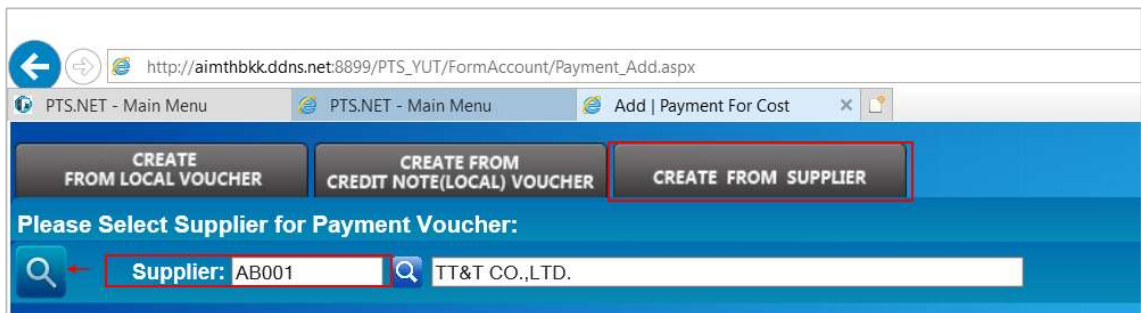 http://aimthbkk.ddns.net:8899/PTS_YUT/FormAccount/Payment_Add.aspx
PTS.NET - Main Menu
PTS.NET - Main Menu
Add | Payment For Cost
CREATE
FROM LOCAL VOUCHER
CREATE FROM
CREDIT NOTE(LOCAL) VOUCHER
CREATE FROM SUPPLIER
Please Select Supplier for Payment Voucher:
Supplier: AB001 TT&T CO.,LTD.